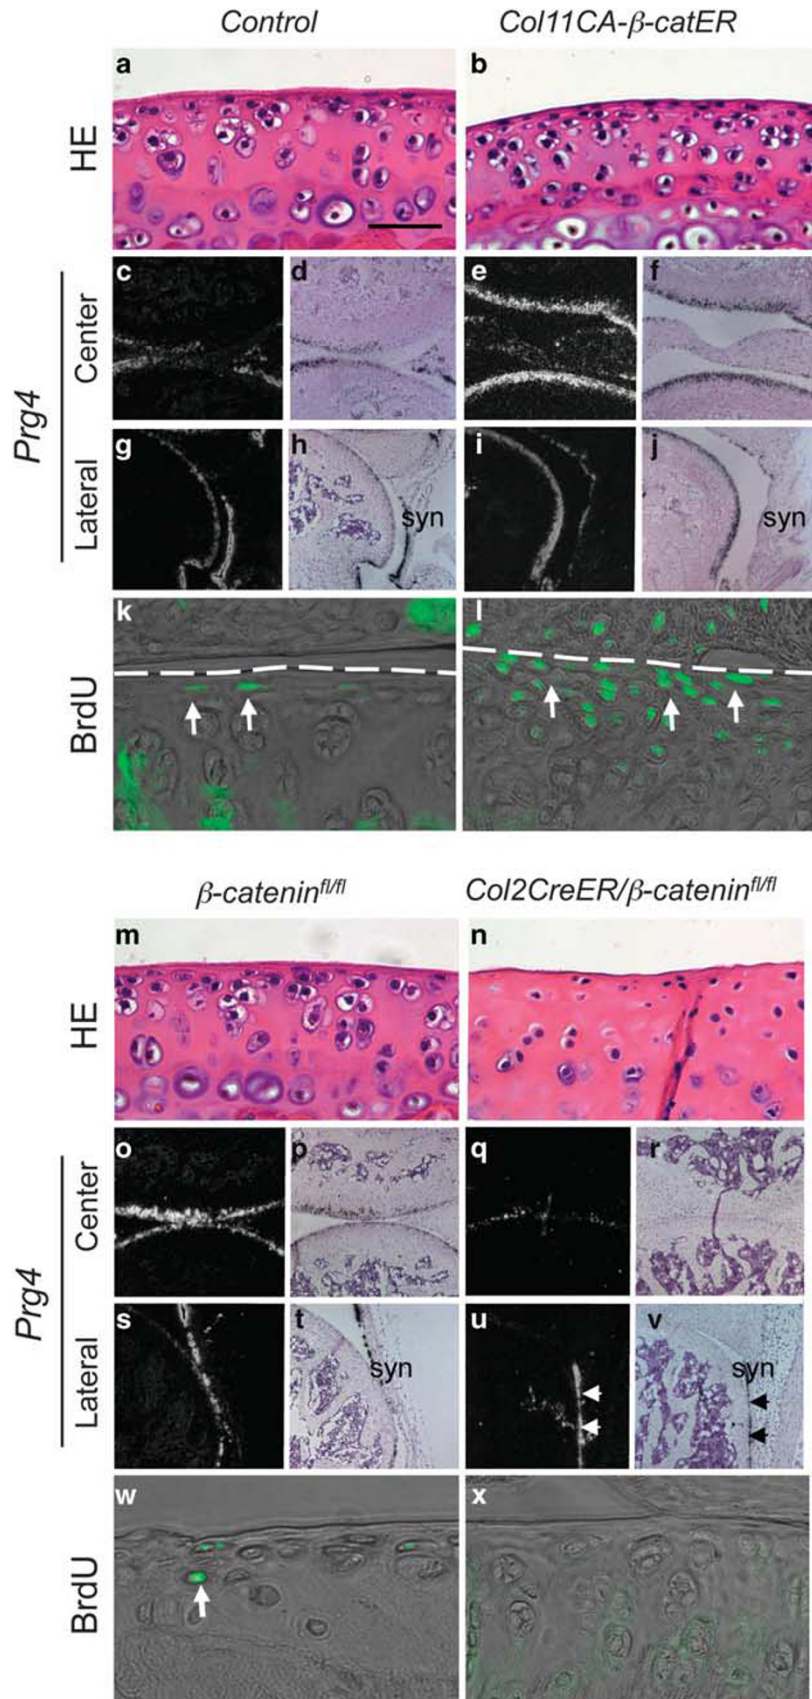 Control Col11CA-β-catER
HE
a b
Prg4
Center
c d e f
Lateral
g h i j
syn syn
BrdU
k l
β-catenin^fl/fl Col2CreER/β-catenin^fl/fl
HE
m n
Prg4
Center
o p q r
Lateral
s t u v
syn syn
BrdU
w x